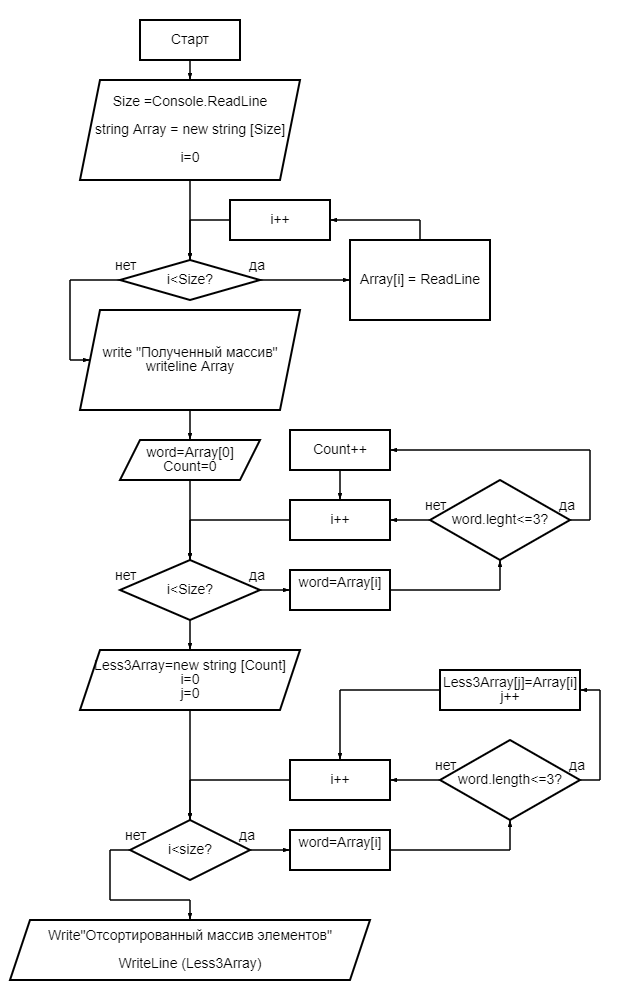 Старт
Size =Console.ReadLine
string Array = new string [Size]
i=0
i++
нет
i<Size?
да
Array[i] = ReadLine
write "Полученный массив"
writeline Array
word=Array[0]
Count=0
Count++
i++
нет
word.leght<=3?
да
нет
i<Size?
да
word=Array[i]
Less3Array=new string [Count]
i=0
j=0
Less3Array[j]=Array[i]
j++
i++
нет
word.length<=3?
да
нет
i<size?
да
word=Array[i]
Write"Отсортированный массив элементов"
WriteLine (Less3Array)